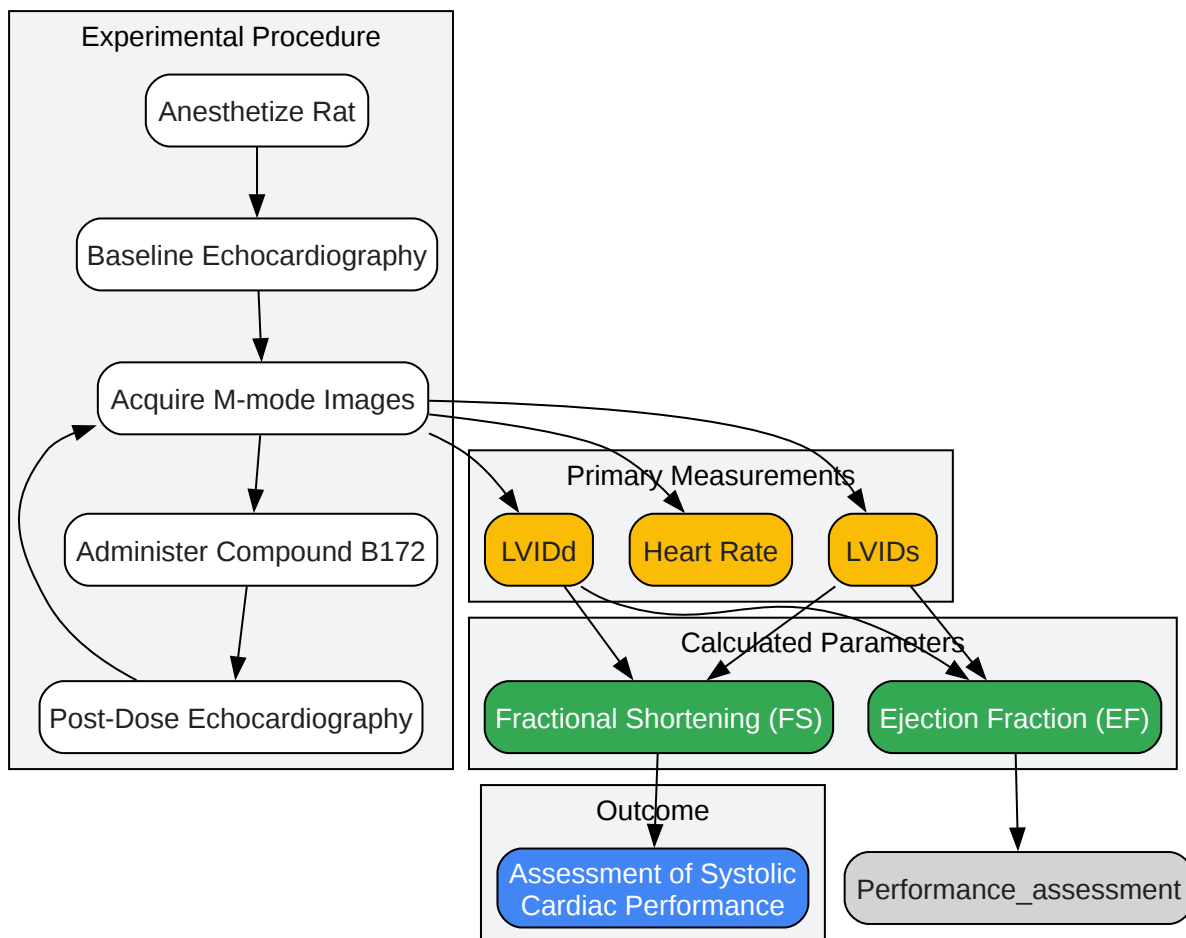 Experimental Procedure
Anesthetize Rat
Baseline Echocardiography
Acquire M-mode Images
Administer Compound B172
Post-Dose Echocardiography
Primary Measurements
LVIDd
Heart Rate
LVIDs
Calculated Parameters
Fractional Shortening (FS)
Ejection Fraction (EF)
Outcome
Assessment of Systolic
Cardiac Performance
Performance_assessment